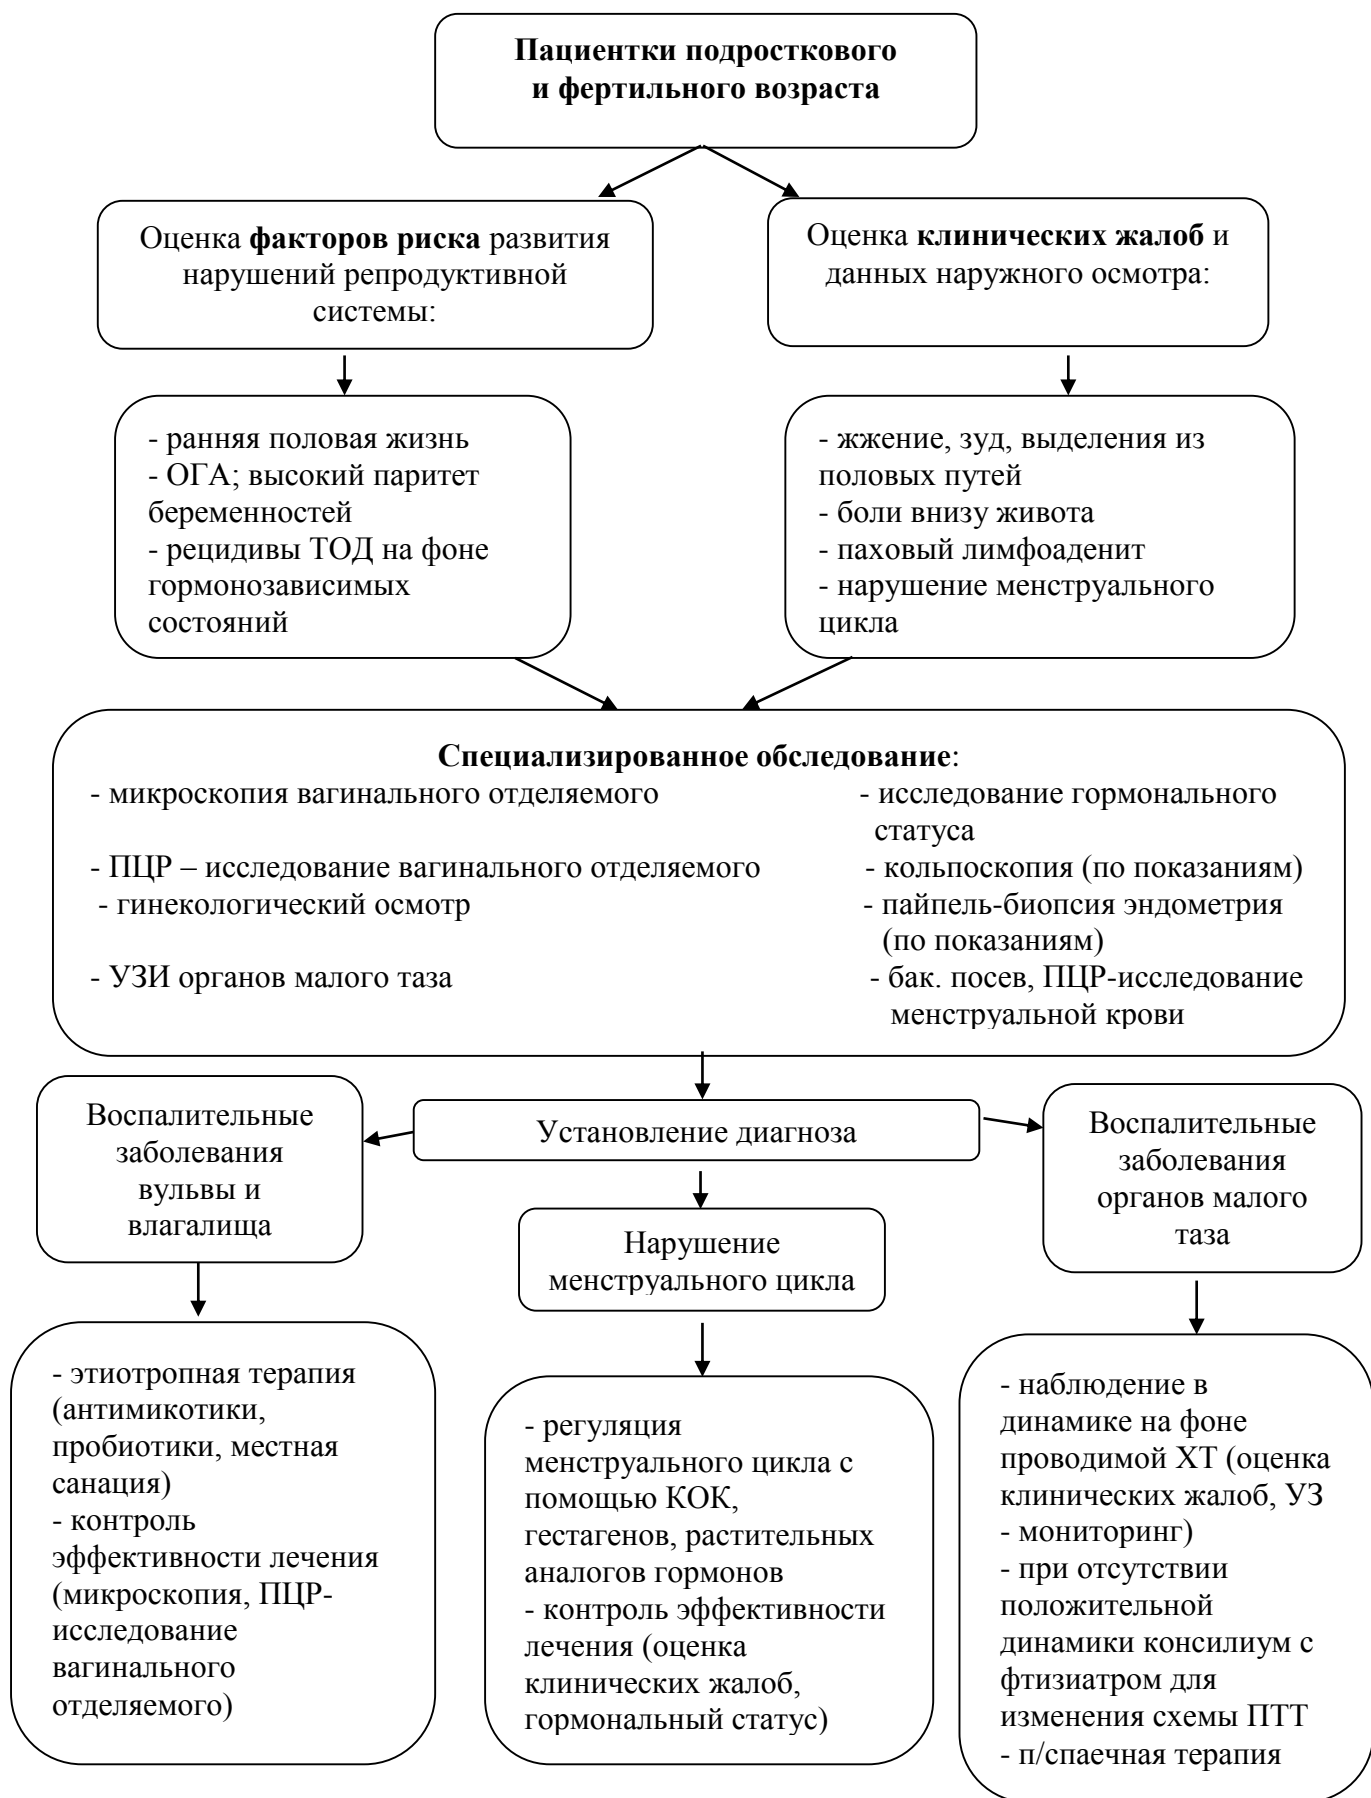 Пациентки подросткового
и фертильного возраста
Оценка факторов риска развития
нарушений репродуктивной
системы:
Оценка клинических жалоб и
данных наружного осмотра:
- ранняя половая жизнь
- ОГА; высокий паритет
беременностей
- рецидивы ТОД на фоне
гормонозависимых
состояний
- жжение, зуд, выделения из
половых путей
- боли внизу живота
- паховый лимфоаденит
- нарушение менструального
цикла
Специализированное обследование:
- микроскопия вагинального отделяемого
- ПЦР – исследование вагинального отделяемого
- гинекологический осмотр
- УЗИ органов малого таза
- исследование гормонального
статуса
- кольпоскопия (по показаниям)
- пайпель-биопсия эндометрия
(по показаниям)
- бак. посев, ПЦР-исследование
менструальной крови
Установление диагноза
Воспалительные
заболевания
вульвы и
влагалища
Нарушение
менструального цикла
Воспалительные
заболевания
органов малого
таза
- этиотропная терапия
(антимикотики,
пробиотики, местная
санация)
- контроль
эффективности лечения
(микроскопия, ПЦР-
исследование
вагинального
отделяемого)
- регуляция
менструального цикла с
помощью КОК,
гестагенов, растительных
аналогов гормонов
- контроль эффективности
лечения (оценка
клинических жалоб,
гормональный статус)
- наблюдение в
динамике на фоне
проводимой ХТ (оценка
клинических жалоб, УЗ
- мониторинг)
- при отсутствии
положительной
динамики консилиум с
фтизиатром для
изменения схемы ПТТ
- п/спаечная терапия